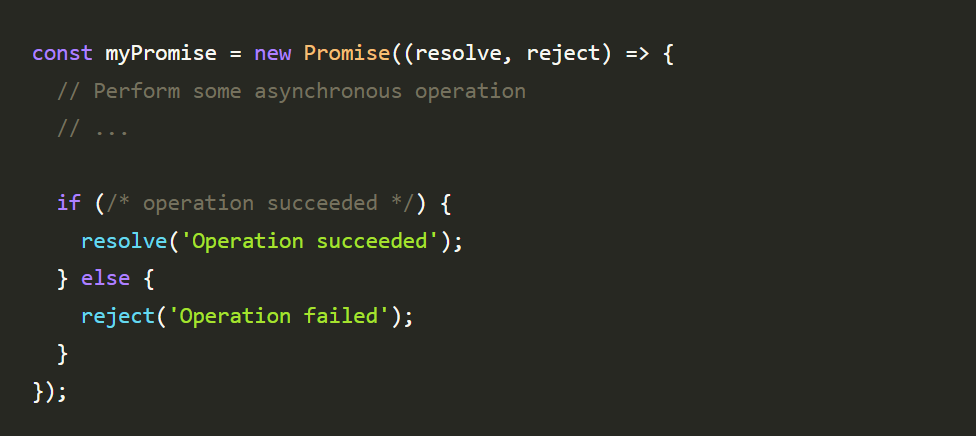 const myPromise = new Promise((resolve, reject) => {
  // Perform some asynchronous operation
  // ...

  if (/* operation succeeded */) {
    resolve('Operation succeeded');
  } else {
    reject('Operation failed');
  }
});